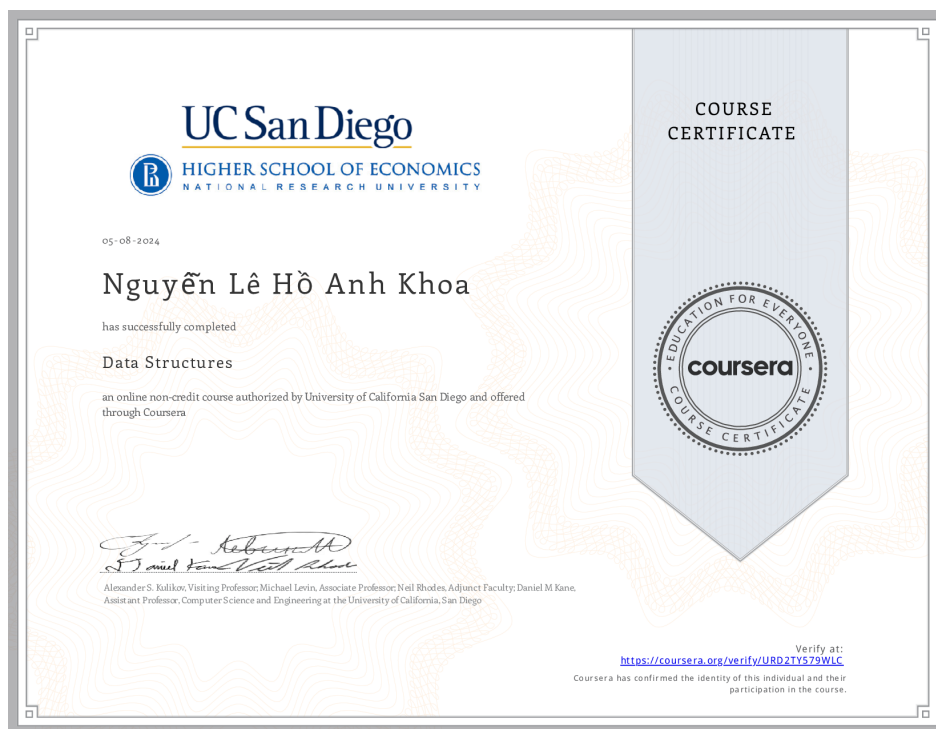 UC San Diego
HIGHER SCHOOL OF ECONOMICS
NATIONAL RESEARCH UNIVERSITY
COURSE
CERTIFICATE
05-08-2024
Nguyễn Lê Hồ Anh Khoa
has successfully completed
Data Structures
an online non-credit course authorized by University of California San Diego and offered
through Coursera
EDUCATION FOR EVERYONE
coursera
COURSE CERTIFICATE
Daniel Kane Neil Rhodes
Alexander S. Kulikov, Visiting Professor; Michael Levin, Associate Professor; Neil Rhodes, Adjunct Faculty; Daniel M Kane,
Assistant Professor, Computer Science and Engineering at the University of California, San Diego
Verify at:
https://coursera.org/verify/URD2TY579WLC
Coursera has confirmed the identity of this individual and their
participation in the course.